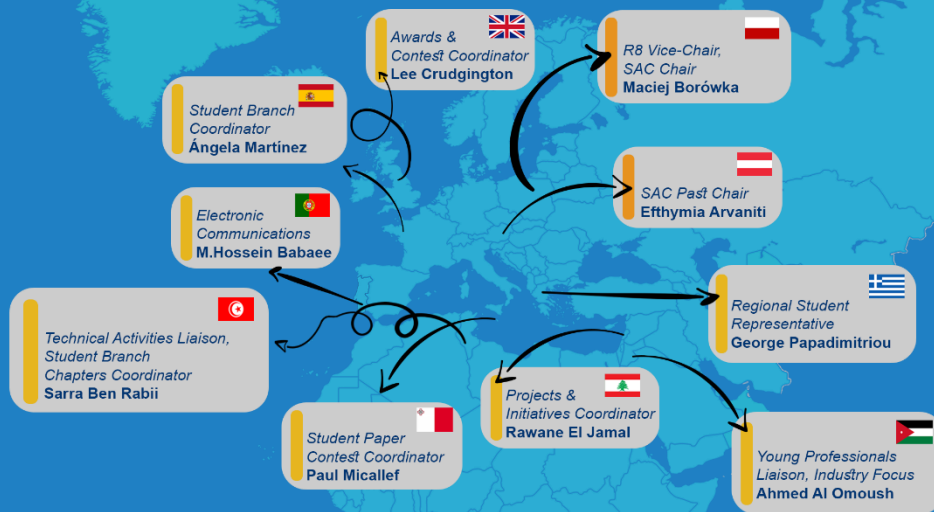 Awards &
Contest Coordinator
Lee Crudgington
R8 Vice-Chair,
SAC Chair
Maciej Borówka
Student Branch
Coordinator
Ángela Martínez
SAC Past Chair
Efthymia Arvaniti
Electronic
Communications
M.Hossein Babaee
Regional Student
Representative
George Papadimitriou
Technical Activities Liaison,
Student Branch
Chapters Coordinator
Sarra Ben Rabii
Projects &
Initiatives Coordinator
Rawane El Jamal
Student Paper
Contest Coordinator
Paul Micallef
Young Professionals
Liaison, Industry Focus
Ahmed Al Omoush